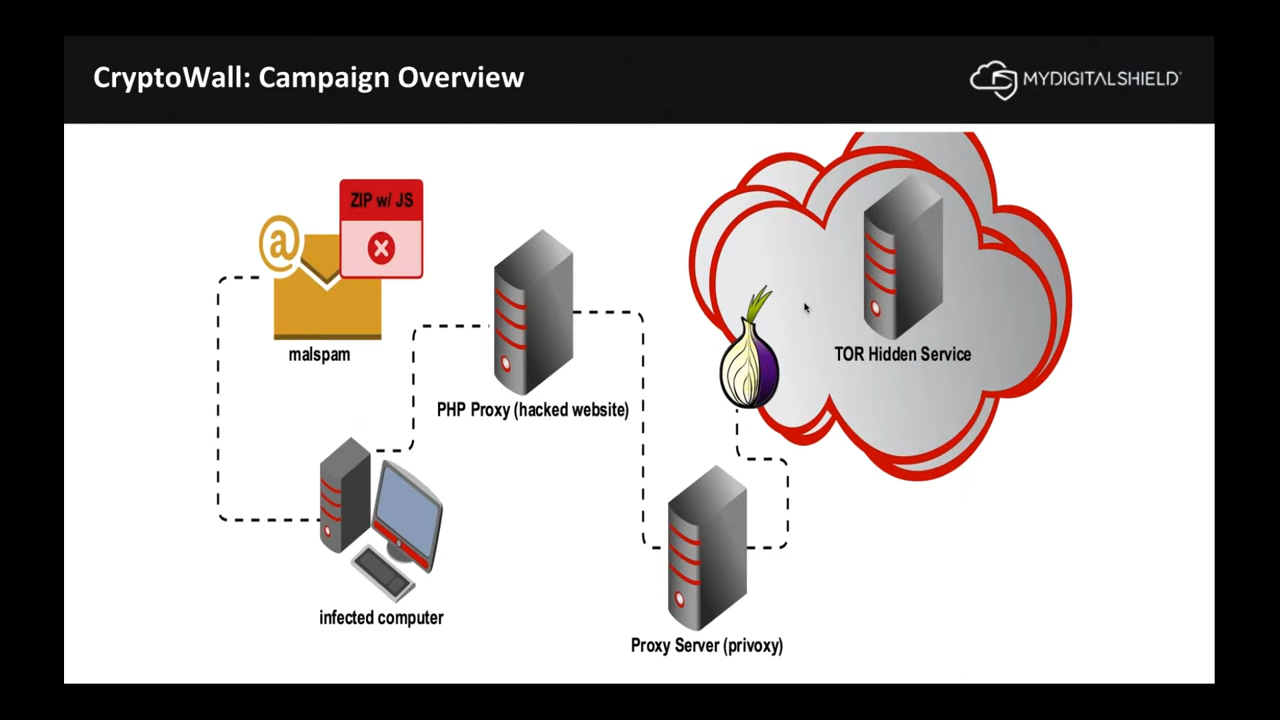 CryptoWall: Campaign Overview
MYDIGITALSHIELD
ZIP w/ JS
@
malspam
PHP Proxy (hacked website)
TOR Hidden Service
infected computer
Proxy Server (privoxy)